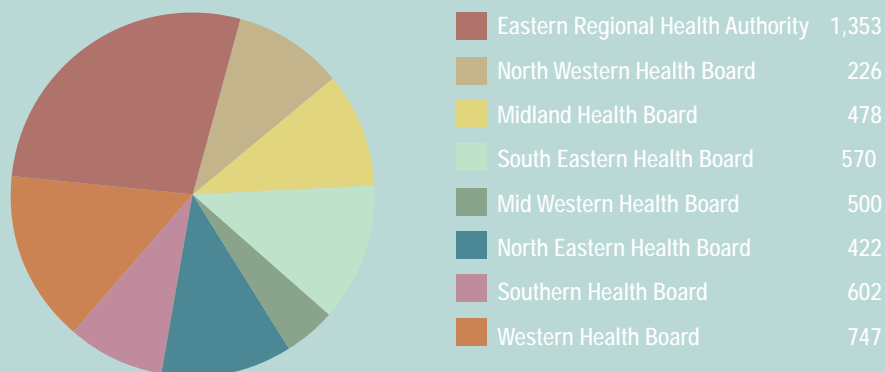 Eastern Regional Health Authority 1,353
North Western Health Board 226
Midland Health Board 478
South Eastern Health Board 570
Mid Western Health Board 500
North Eastern Health Board 422
Southern Health Board 602
Western Health Board 747